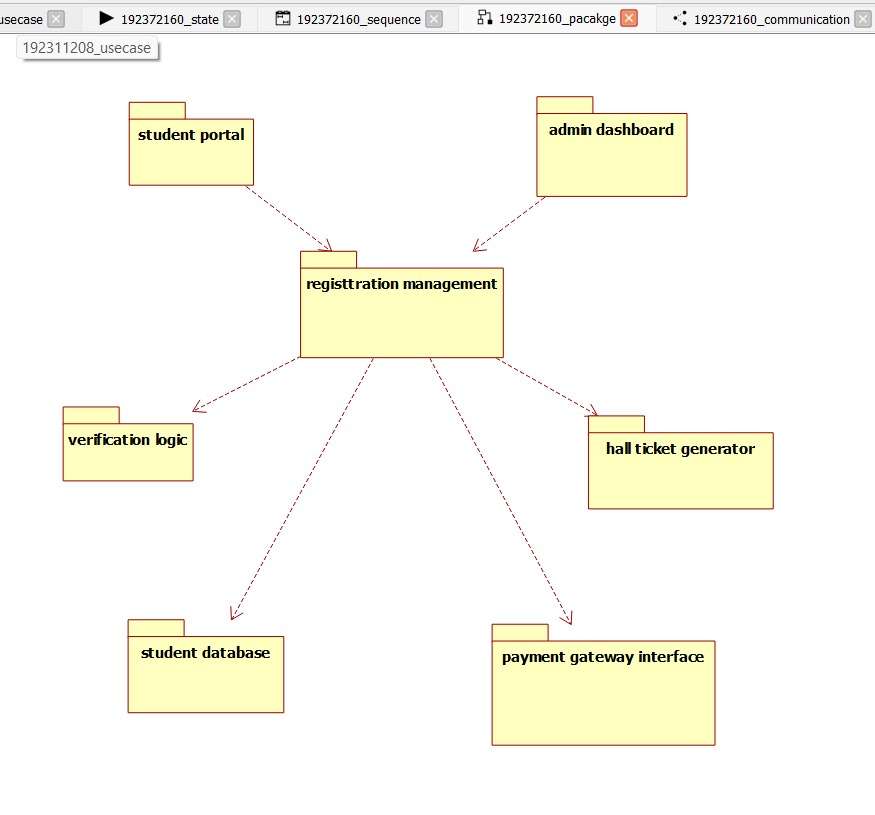 usecase
192372160_state
192372160_sequence
192372160_pacakge
192372160_communication
192311208_usecase
student portal
admin dashboard
registtration management
verification logic
hall ticket generator
student database
payment gateway interface